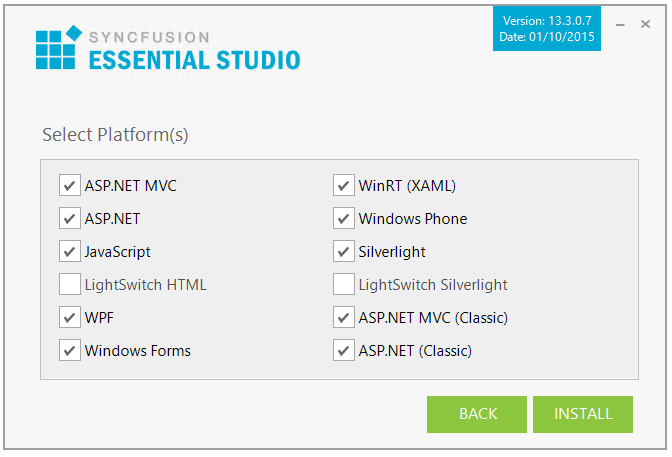 SYNCFUSION
ESSENTIAL STUDIO
Version: 13.3.0.7
Date: 01/10/2015
Select Platform(s)
ASP.NET MVC
WinRT (XAML)
ASP.NET
Windows Phone
JavaScript
Silverlight
LightSwitch HTML
LightSwitch Silverlight
WPF
ASP.NET MVC (Classic)
Windows Forms
ASP.NET (Classic)
BACK
INSTALL